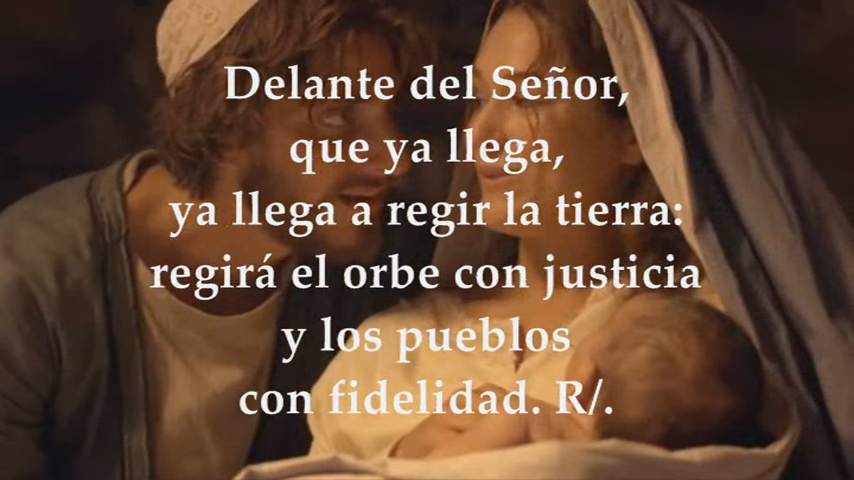 Delante del Señor,
que ya llega,
ya llega a regir la tierra:
regirá el orbe con justicia
y los pueblos
con fidelidad. R/.